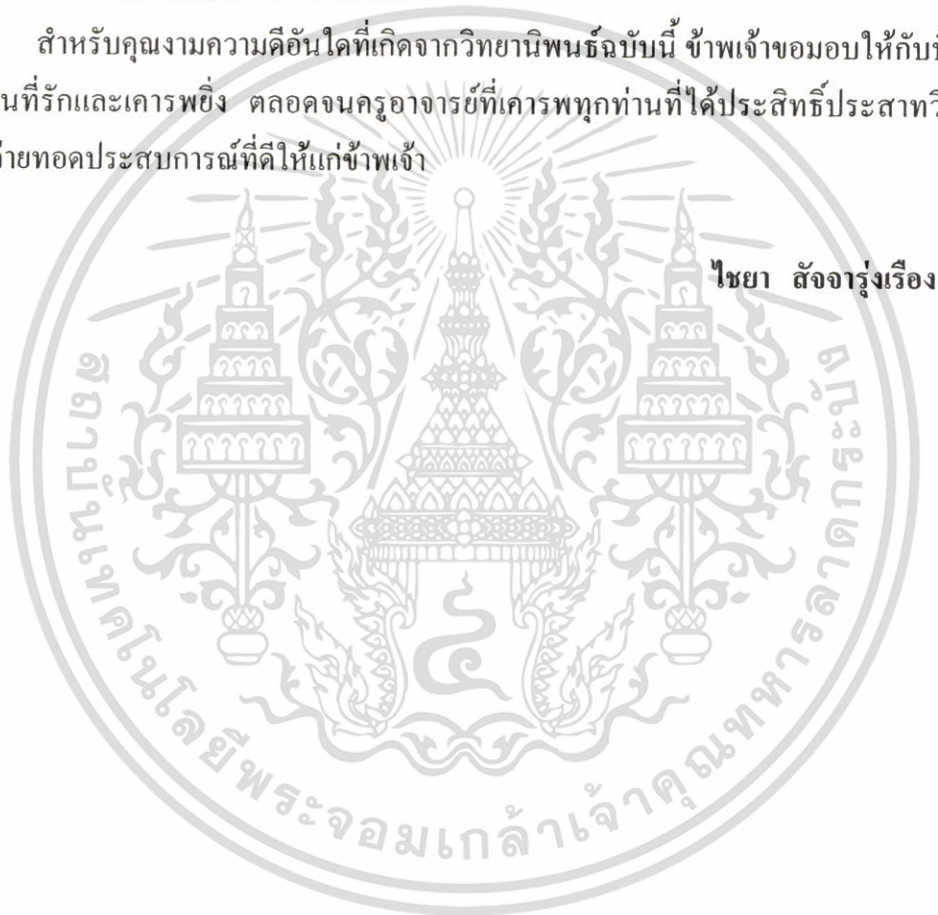 สำหรับคุณงามความดีอันใดที่เกิดจากวิทยานิพนธ์ฉบับนี้ ข้าพเจ้าขอมอบให้กับ
นที่รักและเคารพยิ่ง ตลอดจนครูอาจารย์ที่เคารพทุกท่านที่ได้ประสิทธิ์ประสาท
ายทอดประสบการณ์ที่ดีให้แก่ข้าพเจ้า
ไชยา สัจจารุ่งเรือง
สถาบันเทคโนโลยีพระจอมเกล้าเจ้าคุณทหารลาดกระบัง
๔